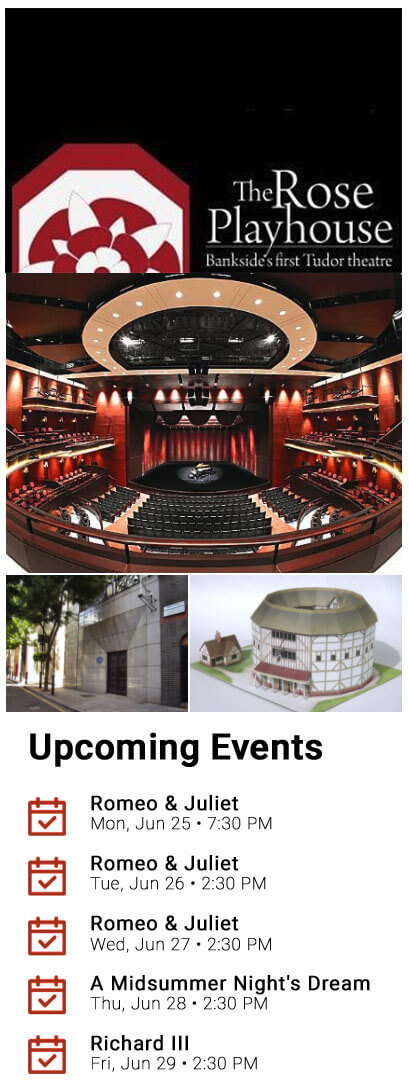 The Rose
Playhouse
Bankside's first Tudor theatre
Upcoming Events
Romeo & Juliet
Mon, Jun 25 • 7:30 PM
Romeo & Juliet
Tue, Jun 26 • 2:30 PM
Romeo & Juliet
Wed, Jun 27 • 2:30 PM
A Midsummer Night's Dream
Thu, Jun 28 • 2:30 PM
Richard III
Fri, Jun 29 • 2:30 PM